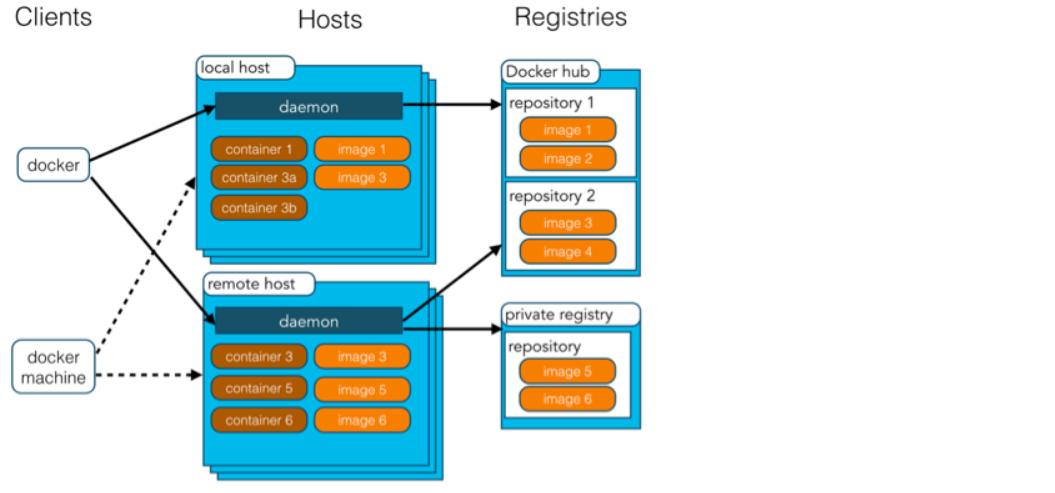 Clients
Hosts
Registries
local host
daemon
container 1
image 1
container 3a
image 3
container 3b
docker
docker
machine
remote host
daemon
container 3
image 3
container 5
image 5
container 6
image 6
Docker hub
repository 1
image 1
image 2
repository 2
image 3
image 4
private registry
repository
image 5
image 6